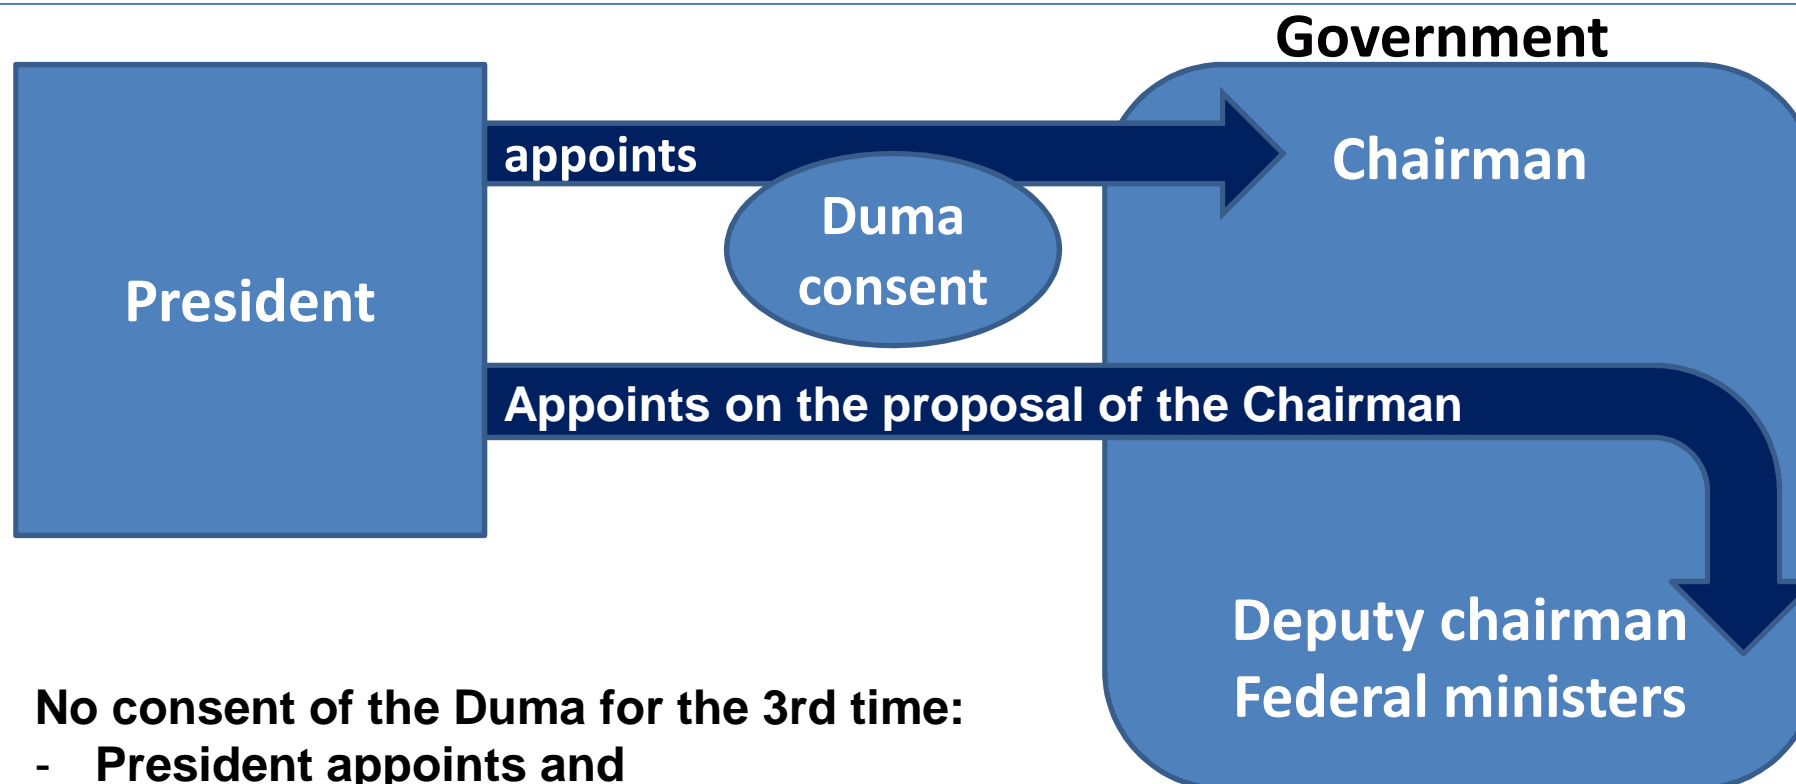 Government
President
appoints
Duma
consent
Chairman
Appoints on the proposal of the Chairman
Deputy chairman
Federal ministers
No consent of the Duma for the 3rd time:
- President appoints and